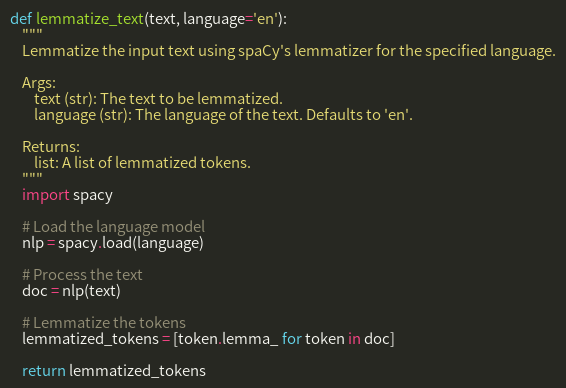 def lemmatize_text(text, language='en'):
    """
    Lemmatize the input text using spaCy's lemmatizer for the specified language.

    Args:
        text (str): The text to be lemmatized.
        language (str): The language of the text. Defaults to 'en'.

    Returns:
        list: A list of lemmatized tokens.
    """
    import spacy

    # Load the language model
    nlp = spacy.load(language)

    # Process the text
    doc = nlp(text)

    # Lemmatize the tokens
    lemmatized_tokens = [token.lemma_ for token in doc]

    return lemmatized_tokens